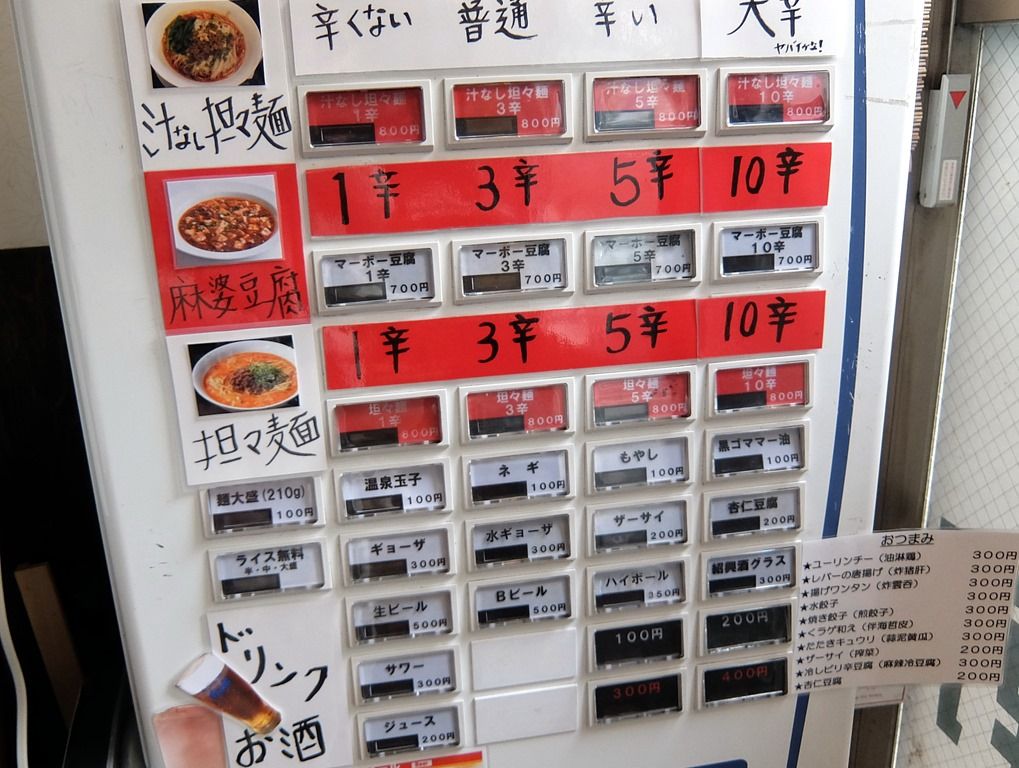 辛くない 普通 辛い 大辛
ヤバイかな!
汁なし坦々麺 1辛 800円
汁なし坦々麺 3辛 800円
汁なし坦々麺 5辛 800円
汁なし坦々麺 10辛 800円
汁なし担々麺
1辛 3辛 5辛 10辛
マーボー豆腐 1辛 700円
マーボー豆腐 3辛 700円
マーボー豆腐 5辛 700円
マーボー豆腐 10辛 700円
麻婆豆腐
1辛 3辛 5辛 10辛
坦々麺 1辛 800円
坦々麺 3辛 800円
坦々麺 5辛 800円
坦々麺 10辛 800円
担々麺
麺大盛(210g) 100円
温泉玉子 100円
ネギ 100円
もやし 100円
黒ゴママー油 100円
ライス無料 半・中・大盛
ギョーザ 300円
水ギョーザ 300円
ザーサイ 200円
杏仁豆腐 200円
生ビール 500円
Bビール 500円
ハイボール 350円
紹興酒グラス 300円
サワー 300円
100円
200円
ジュース 200円
300円
400円
ドリンク
お酒
おつまみ
★ユーリンチー(油淋鶏) 300円
★レバーの唐揚げ(炸猪肝) 300円
★揚げワンタン(炸雲呑) 300円
★水餃子 300円
★焼き餃子(煎餃子) 300円
★くラゲ和え(伴海哲皮) 300円
★たたきキュウリ(蒜泥黄瓜) 300円
★ザーサイ(搾菜) 200円
★冷しピリ辛豆腐(麻辣冷豆腐) 300円
★杏仁豆腐 200円